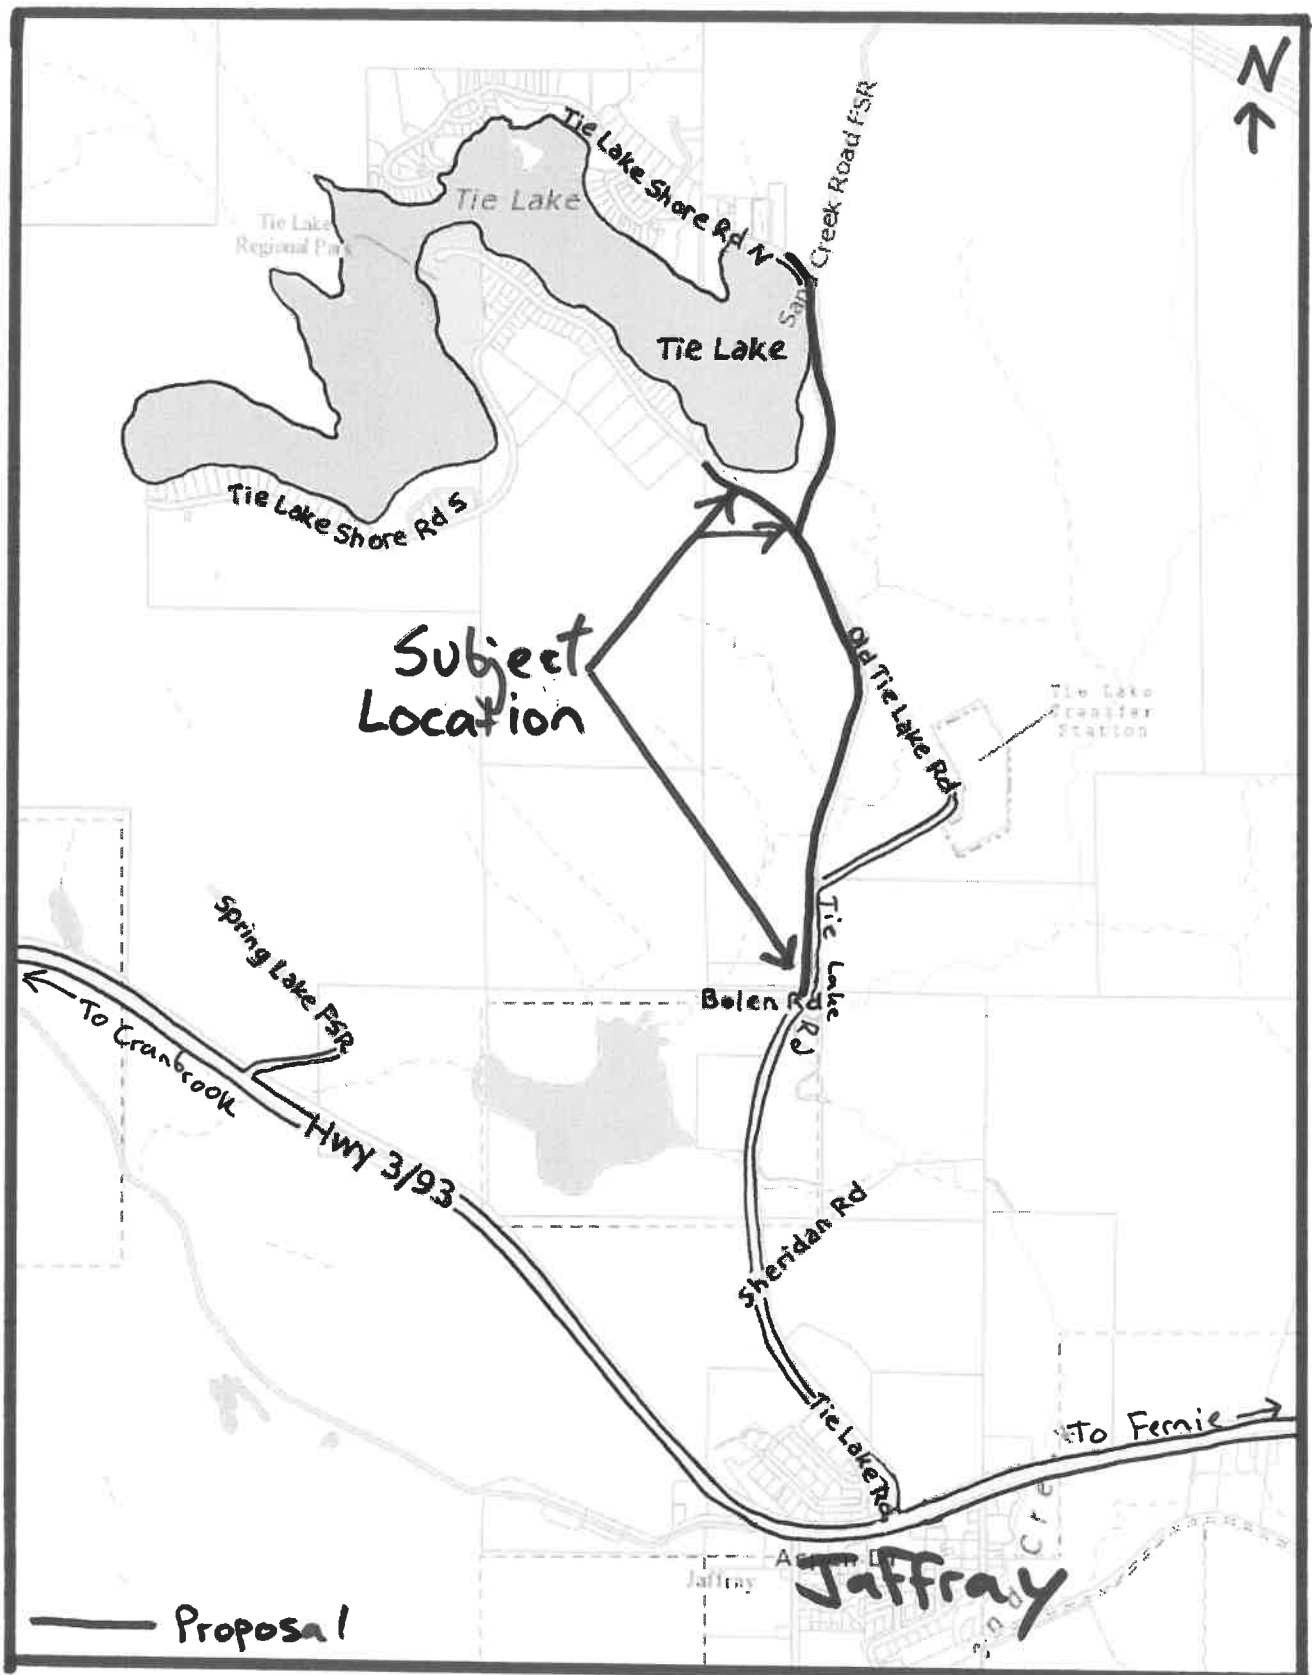 N
Tie Lake Shore Rd N
Sand Creek Road FSR
Tie Lake
Tie Lake
Regional Park
Tie Lake
Tie Lake Shore Rd S
Subject
Location
Old Tie Lake Rd
Tie Lake
Transfer
Station
Tie Lake Rd
Bolen Rd
Spring Lake FSR
To Cranbrook
Hwy 3/93
Sheridan Rd
Tie Lake Rd
To Fernie
Jaffray
Jaffray
Proposal